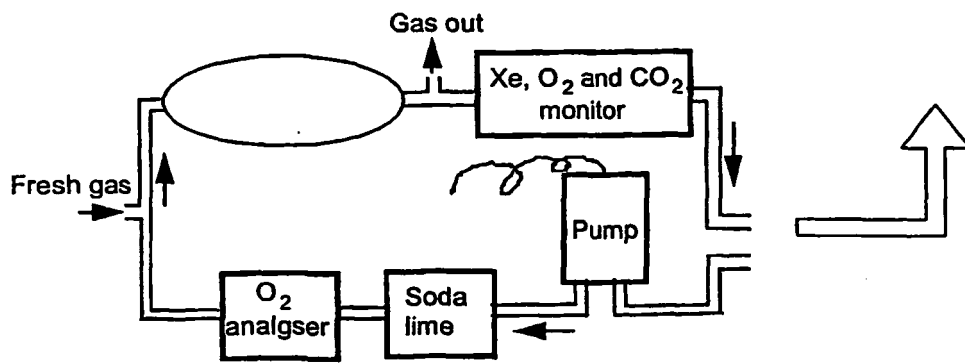 Gas out
Xe, O₂ and CO₂
monitor
Fresh gas
Pump
O₂
analgser
Soda
lime